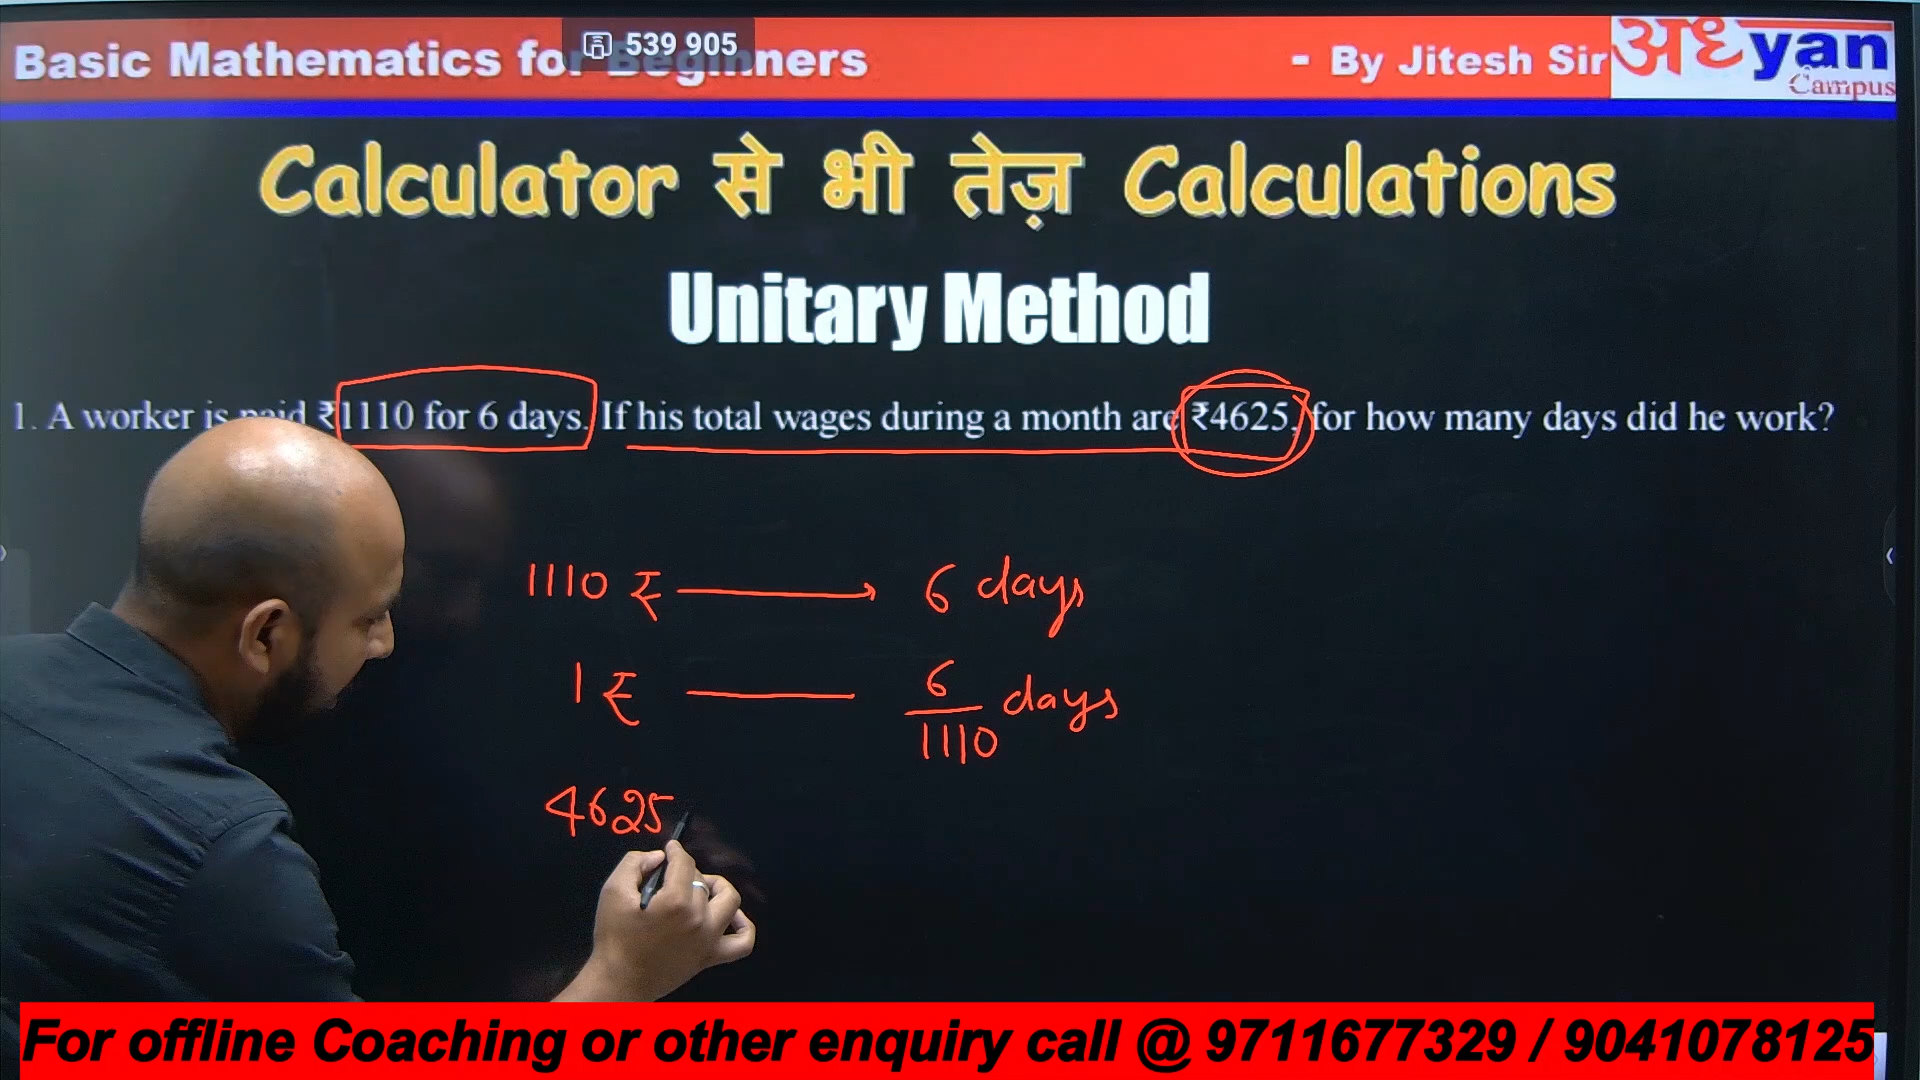 539 905
Basic Mathematics for Beginners - By Jitesh Sir अध्yan
Campus
Calculator से भी तेज़ Calculations
Unitary Method
1. A worker is paid ₹1110 for 6 days. If his total wages during a month are ₹4625, for how many days did he work?
1110 ₹ → 6 days
1 ₹ — 6/1110 days
4625
For offline Coaching or other enquiry call @ 9711677329 / 9041078125